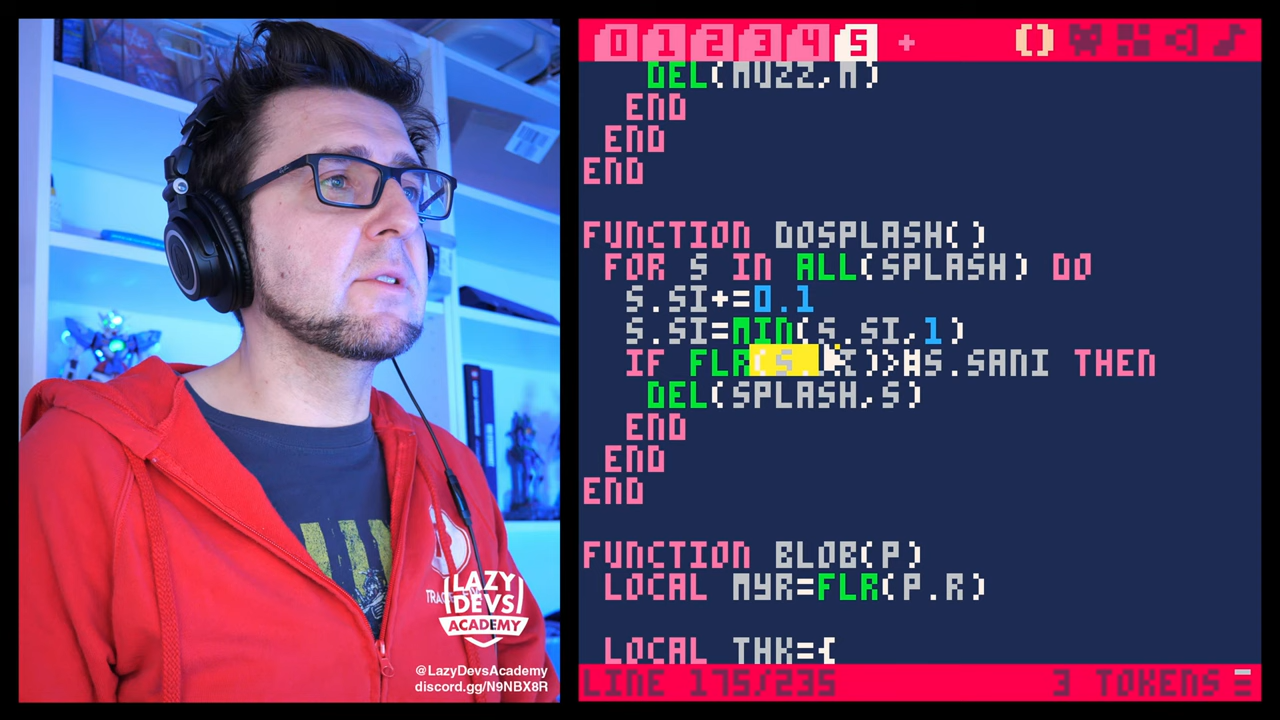 0 1 2 3 4 5 +
DEL(MUZZ,M)
END
END
END
FUNCTION DOSPLASH()
FOR S IN ALL(SPLASH) DO
S.SI+=0.1
S.SI=MIN(S.SI,1)
IF FLR(S. I)>#S.SANI THEN
DEL(SPLASH,S)
END
END
END
FUNCTION BLOB(P)
LOCAL MYR=FLR(P.R)
LOCAL THK={
LINE 175/235
3 TOKENS
LAZY
DEVS
ACADEMY
@LazyDevsAcademy
discord.gg/N9NBX8R